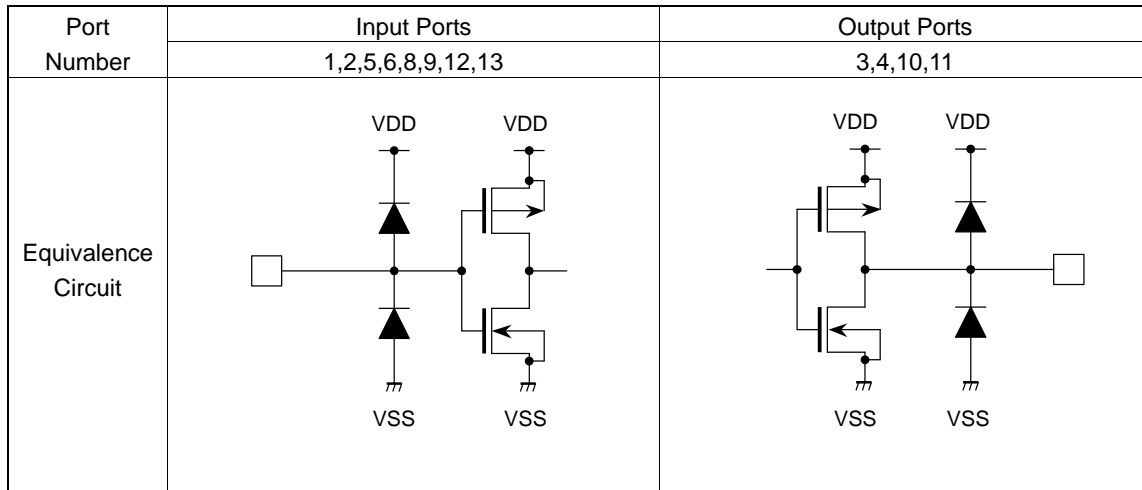 Port
Number
Input Ports
Output Ports
1,2,5,6,8,9,12,13
3,4,10,11
Equivalence
Circuit
VDD
VDD
VSS
VSS
VDD
VDD
VSS
VSS